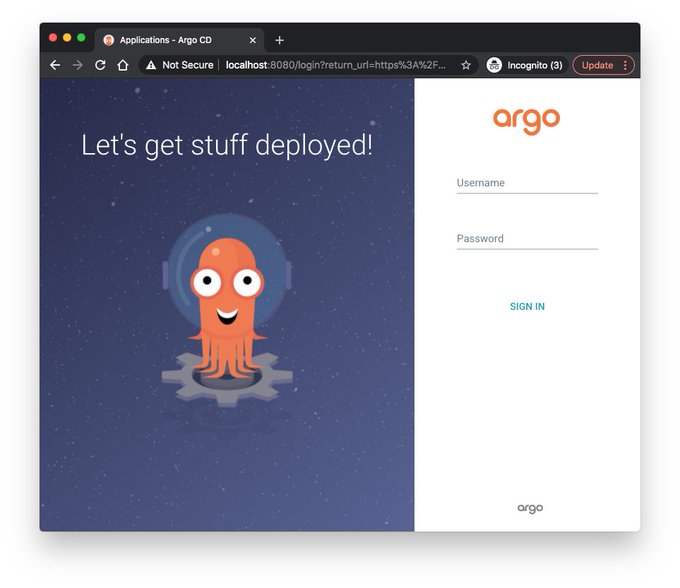 Applications - Argo CD
Not Secure | localhost:8080/login?return_url=https%3A%2F...
Incognito (3)
Update
Let's get stuff deployed!
argo
Username
Password
SIGN IN
argo